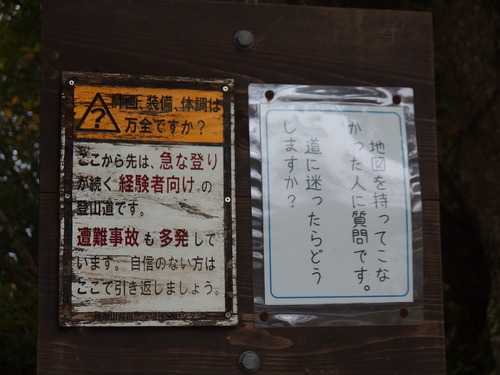 計画、装備、体調は
万全ですか？
ここから先は、急な登り
が続く経験者向けの
登山道です。
遭難事故も多発して
います。自信のない方は
ここで引き返しましょう。
地図を持ってこな
かった人に質問です。
道に迷ったらどう
しますか？